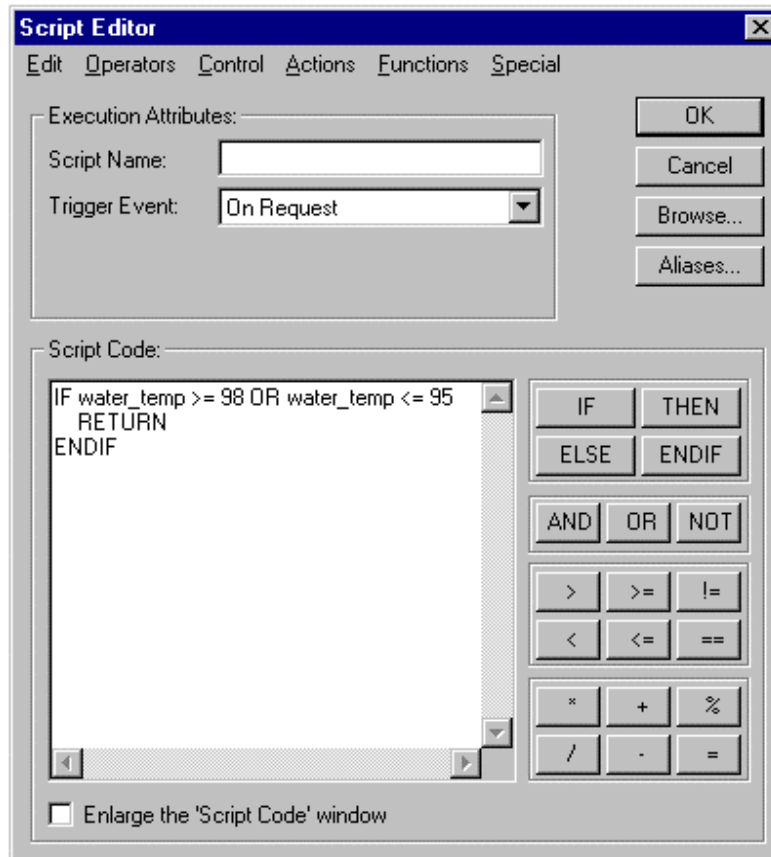 Script Editor
Edit Operators Control Actions Functions Special
Execution Attributes:
Script Name:
Trigger Event: On Request
OK
Cancel
Browse...
Aliases...
Script Code:
IF water_temp >= 98 OR water_temp <= 95
RETURN
ENDIF
IF THEN
ELSE ENDIF
AND OR NOT
> >= !=
< <= ==
* + %
/ - =
Enlarge the 'Script Code' window